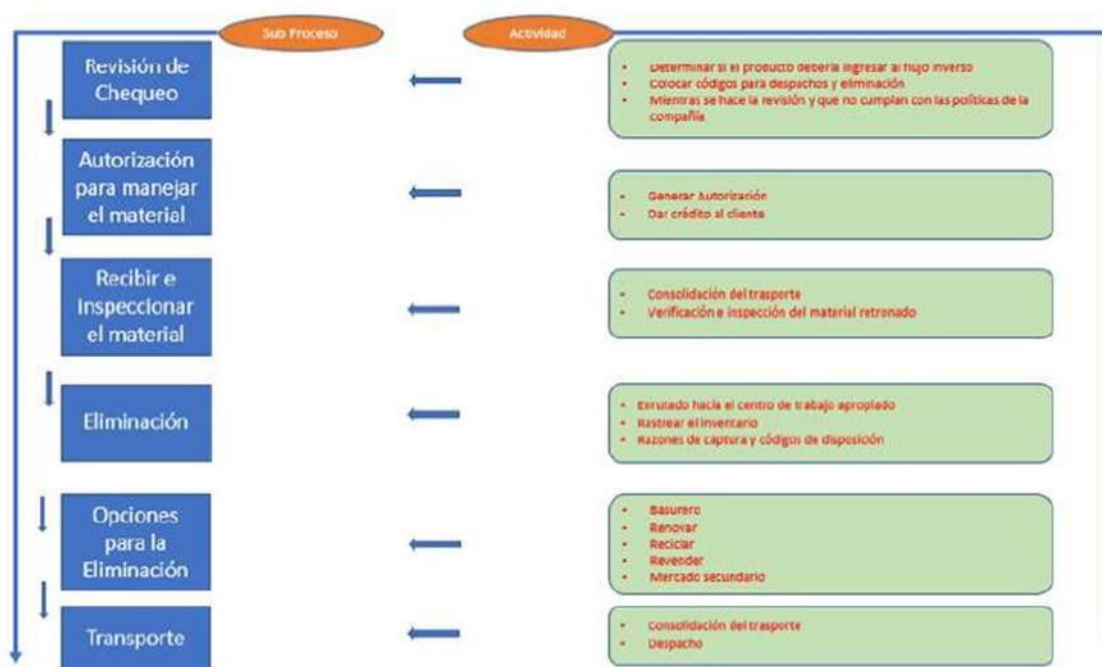 Sub Proceso
Actividad
Revisión de
Chequeo
Determinar si el producto debería ingresar al flujo inverso
Colocar códigos para despachos y eliminación
Mientras se hace la revisión y que no cumplan con las políticas de la
compañía
Autorización
para manejar
el material
Generar Autorización
Dar crédito al cliente
Recibir e
Inspeccionar
el material
Consolidación del trasporte
Verificación e inspección del material retronado
Eliminación
Enrutado hacía el centro de trabajo apropiado
Rastrear el inventario
Razones de captura y códigos de disposición
Opciones
para la
Eliminación
Basurero
Renovar
Reciclar
Revender
Mercado secundario
Transporte
Consolidación del trasporte
Despacho